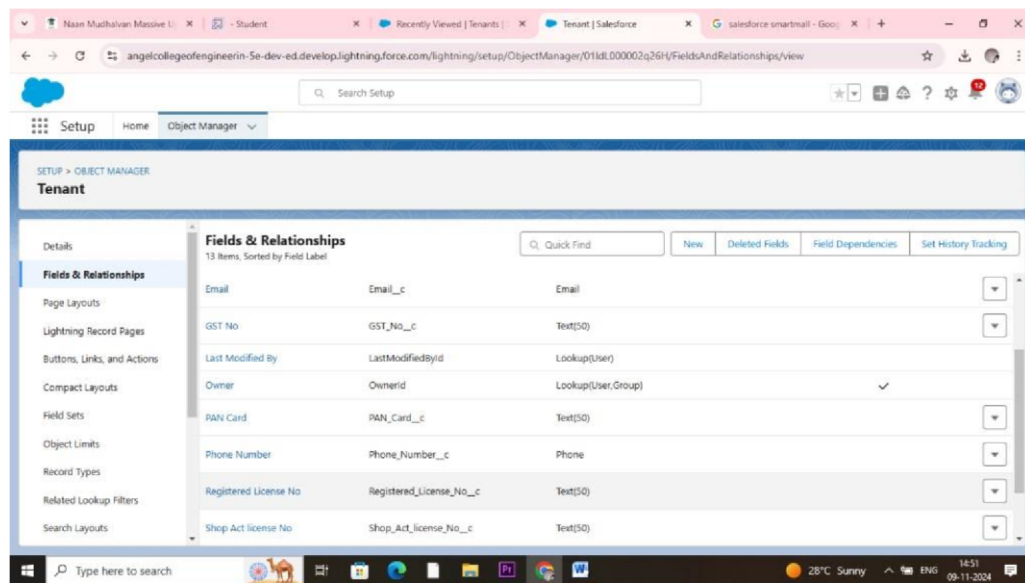 Naan Mudhalvan Massive U
- Student
Recently Viewed | Tenants |
Tenant | Salesforce
salesforce smartmall - Goog
angelcollegeofengineerin-5e-dev-ed.develop.lightning.force.com/lightning/setup/ObjectManager/01IdL000002q26H/FieldsAndRelationships/view
Search Setup
12
Setup Home Object Manager
SETUP > OBJECT MANAGER
Tenant
Details
Fields & Relationships
Page Layouts
Lightning Record Pages
Buttons, Links, and Actions
Compact Layouts
Field Sets
Object Limits
Record Types
Related Lookup Filters
Search Layouts
Fields & Relationships
13 Items, Sorted by Field Label
Quick Find
New
Deleted Fields
Field Dependencies
Set History Tracking
Email Email__c Email
GST No GST_No__c Text(50)
Last Modified By LastModifiedById Lookup(User)
Owner OwnerId Lookup(User,Group)
PAN Card PAN_Card__c Text(50)
Phone Number Phone_Number__c Phone
Registered License No Registered_License_No__c Text(50)
Shop Act license No Shop_Act_license_No__c Text(50)
Type here to search
Pr
W
28°C Sunny
ENG
14:51
09-11-2024